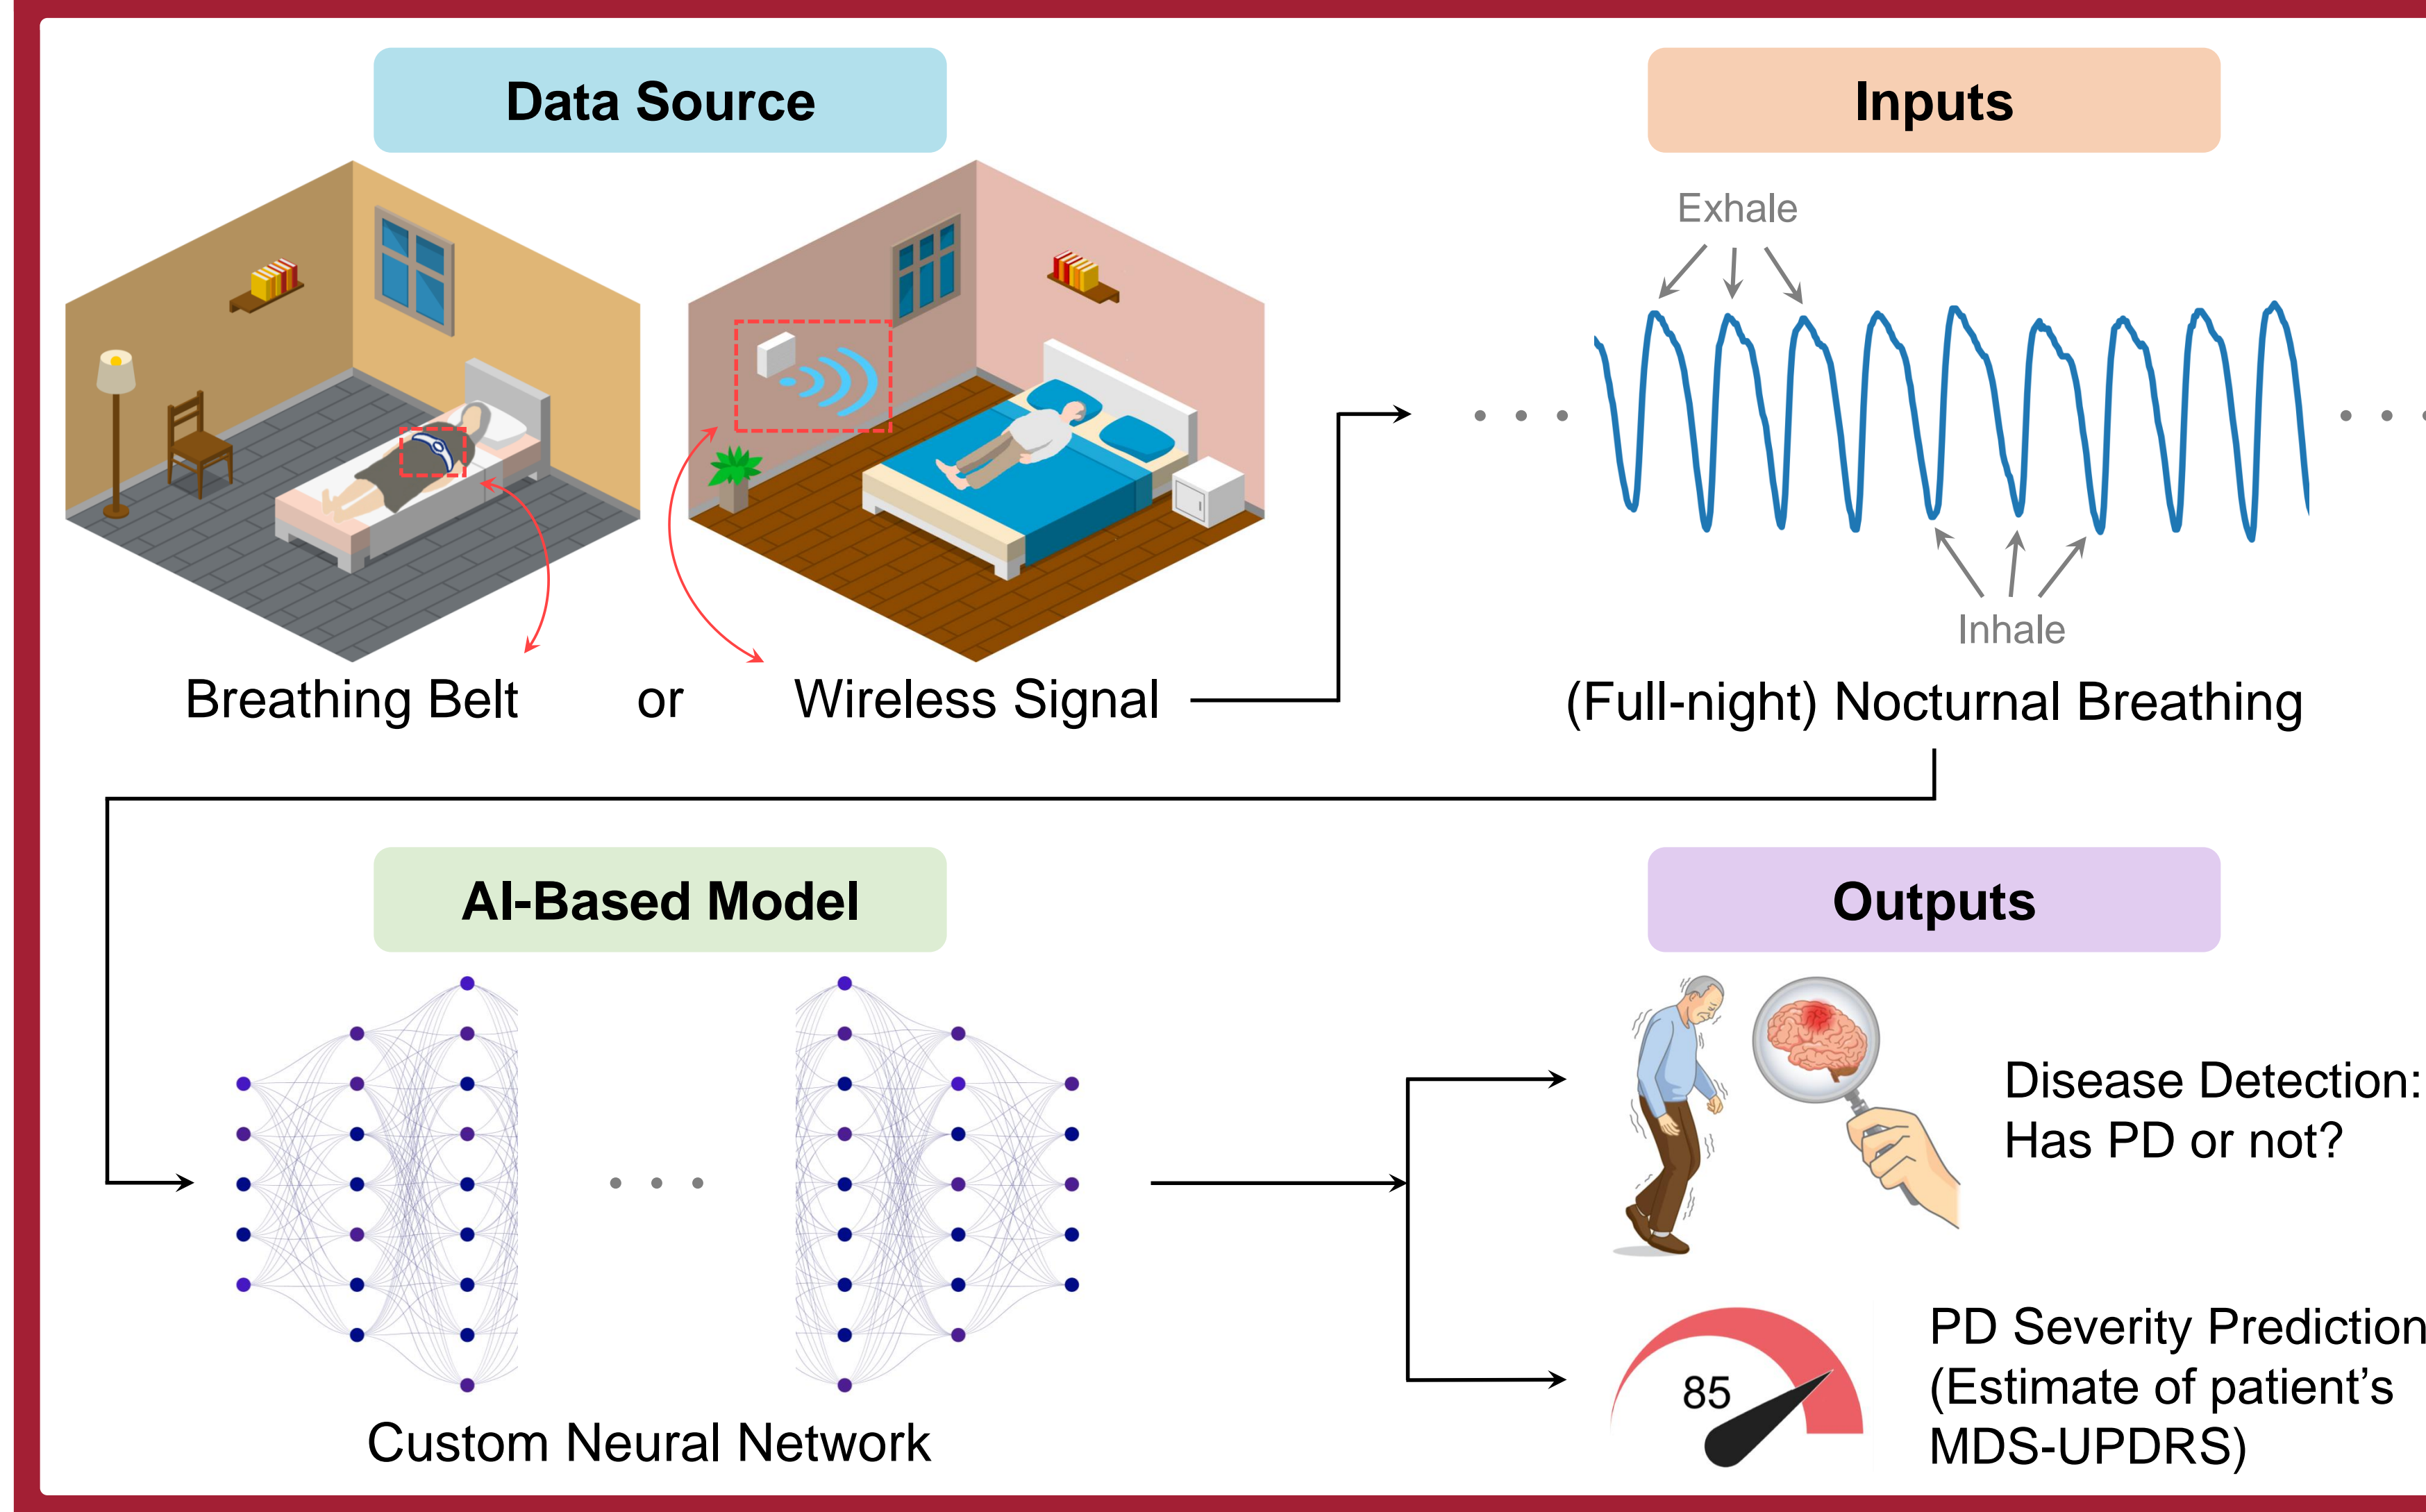 Data Source
Inputs
Exhale
Inhale
Breathing Belt or Wireless Signal
(Full-night) Nocturnal Breathing
AI-Based Model
Outputs
Disease Detection:
Has PD or not?
85
PD Severity Prediction
(Estimate of patient’s
MDS-UPDRS)
Custom Neural Network